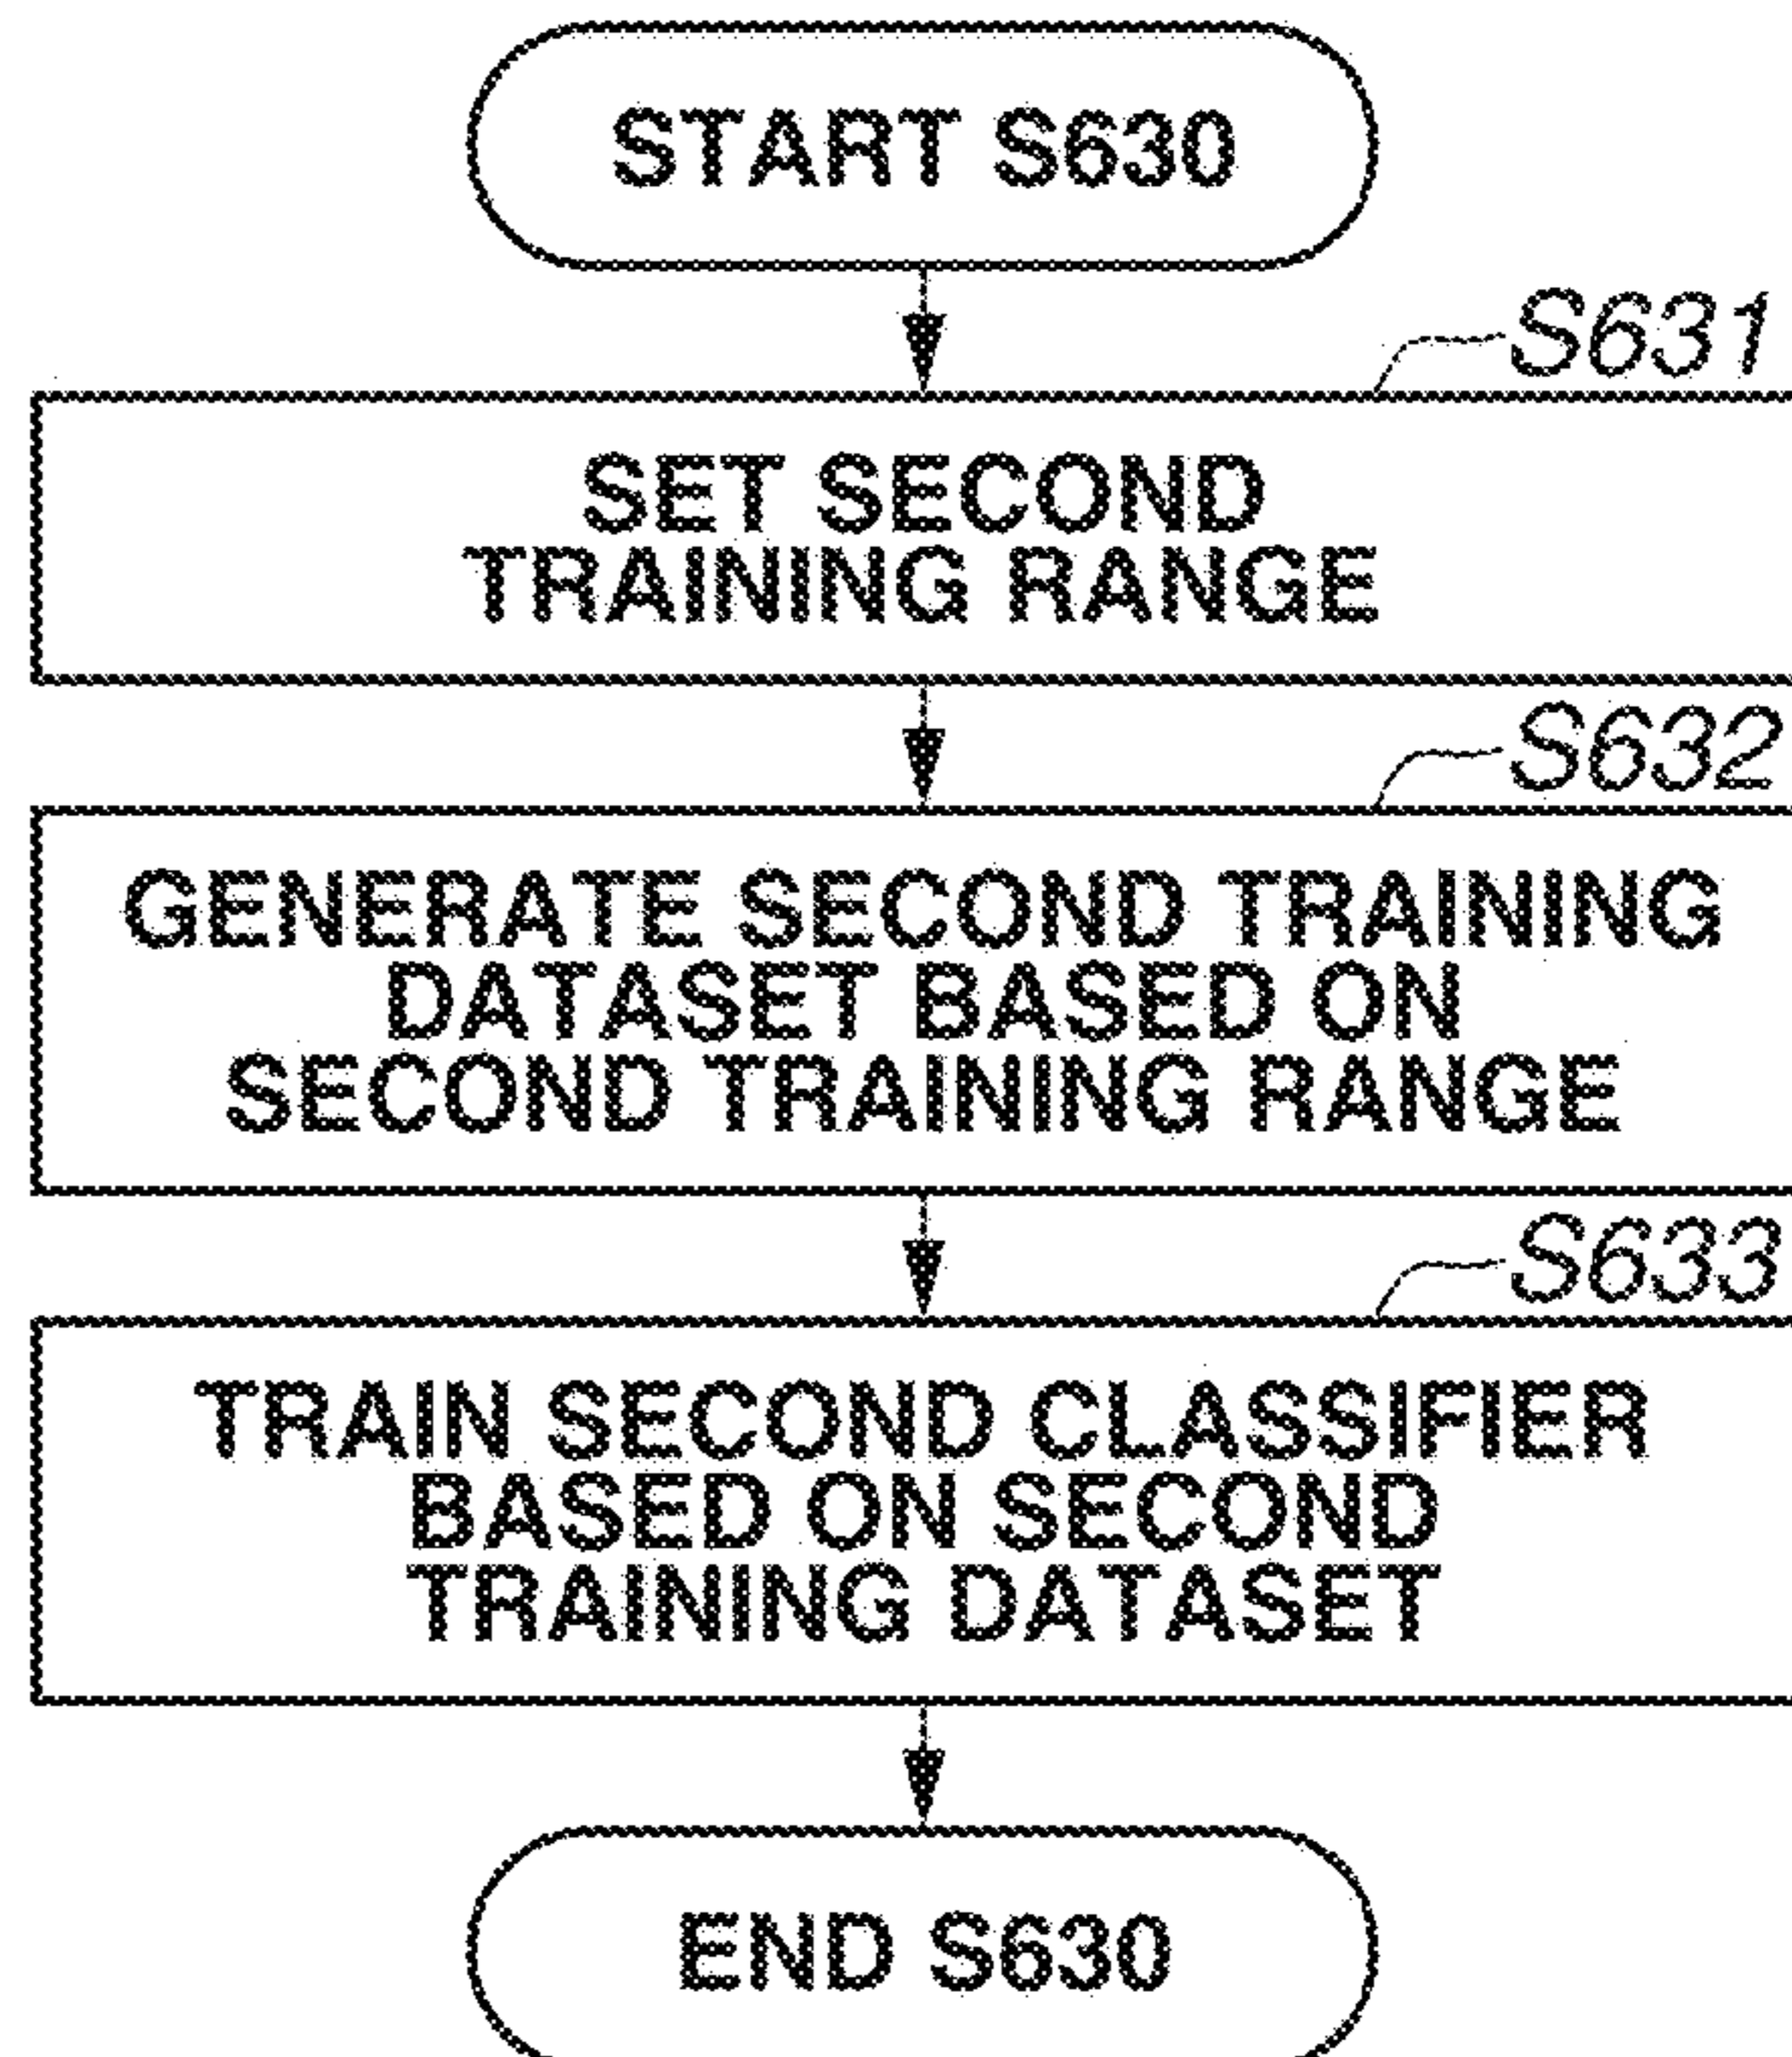 START S630
S631
SET SECOND
TRAINING RANGE
S632
GENERATE SECOND TRAINING
DATASET BASED ON
SECOND TRAINING RANGE
S633
TRAIN SECOND CLASSIFIER
BASED ON SECOND
TRAINING DATASET
END S630